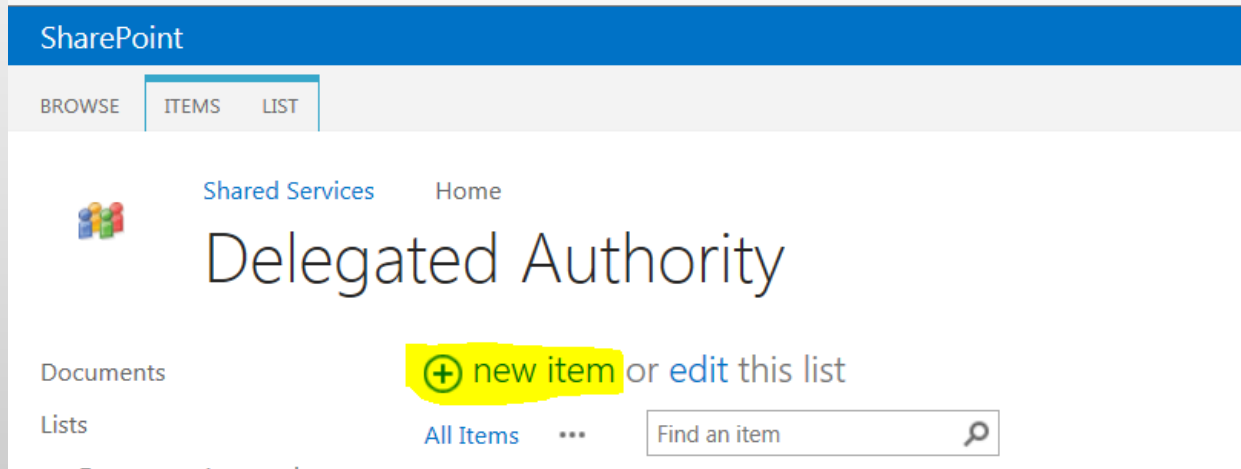 SharePoint
BROWSE ITEMS LIST
Shared Services Home
Delegated Authority
new item or edit this list
Documents
All Items ... Find an item
Lists